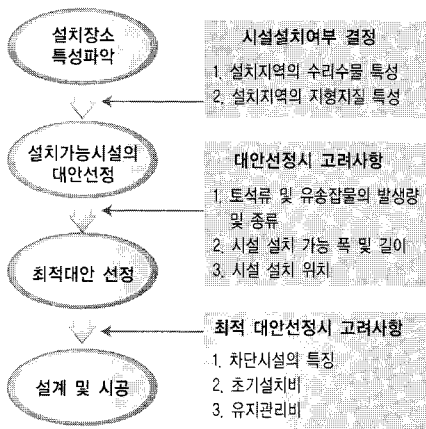 설치장소
특성파악
시설설치여부 결정
1. 설치지역의 수리수물 특성
2. 설치지역의 지형지질 특성
설치가능시설의
대안선정
대안선정시 고려사항
1. 토석류 및 유송잡물의 발생량
및 종류
2. 시설 설치 가능 폭 및 길이
3. 시설 설치 위치
최적대안 선정
최적 대안선정시 고려사항
1. 차단시설의 특징
2. 초기설치비
3. 유지관리비
설계 및 시공